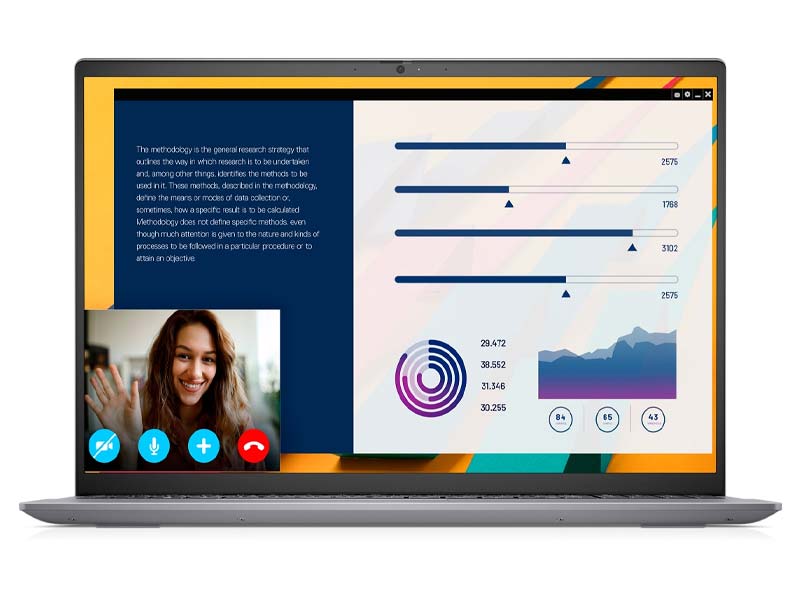 The methodology is the general research strategy that
outlines the way in which research is to be undertaken
and, among other things, identifies the methods to be
used in it. These methods, described in the methodology,
define the means or modes of data collection or,
sometimes, how a specific result is to be calculated
Methodology does not define specific methods, even
though much attention is given to the nature and kinds of
processes to be followed in a particular procedure or to
attain an objective.
2575
1768
3102
2575
29.472
38.552
31.346
30.255
84
65
43